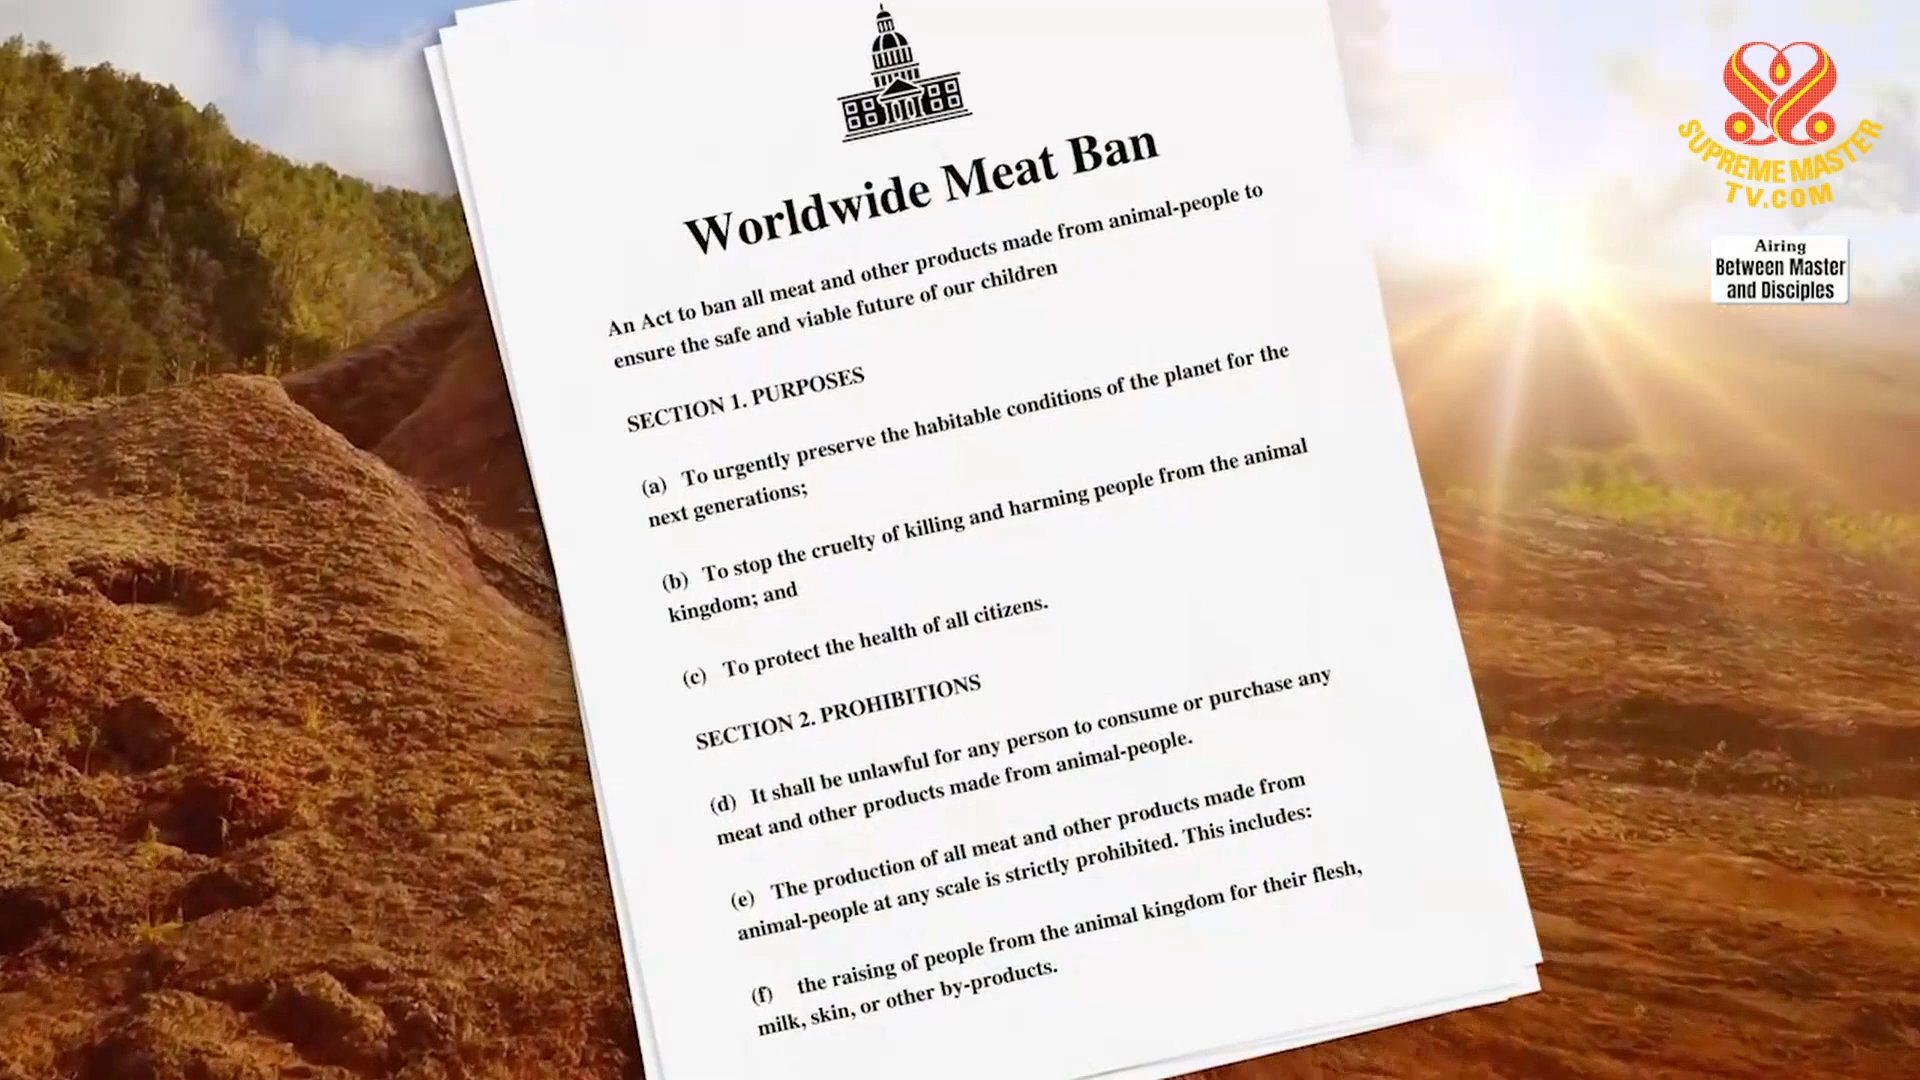 Worldwide Meat Ban
An Act to ban all meat and other products made from animal-people to
ensure the safe and viable future of our children
SECTION 1. PURPOSES
(a) To urgently preserve the habitable conditions of the planet for the
next generations;
(b) To stop the cruelty of killing and harming people from the animal
kingdom; and
(c) To protect the health of all citizens.
SECTION 2. PROHIBITIONS
(d) It shall be unlawful for any person to consume or purchase any
meat and other products made from animal-people.
(e) The production of all meat and other products made from
animal-people at any scale is strictly prohibited. This includes:
(f) the raising of people from the animal kingdom for their flesh,
milk, skin, or other by-products.
SUPREME MASTER
TV.COM
Airing
Between Master
and Disciples